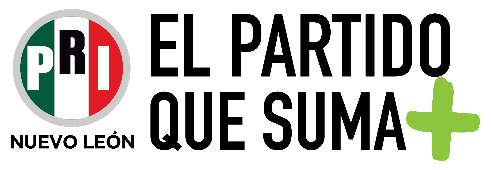 PRI
NUEVO LEÓN
EL PARTIDO
QUE SUMA+